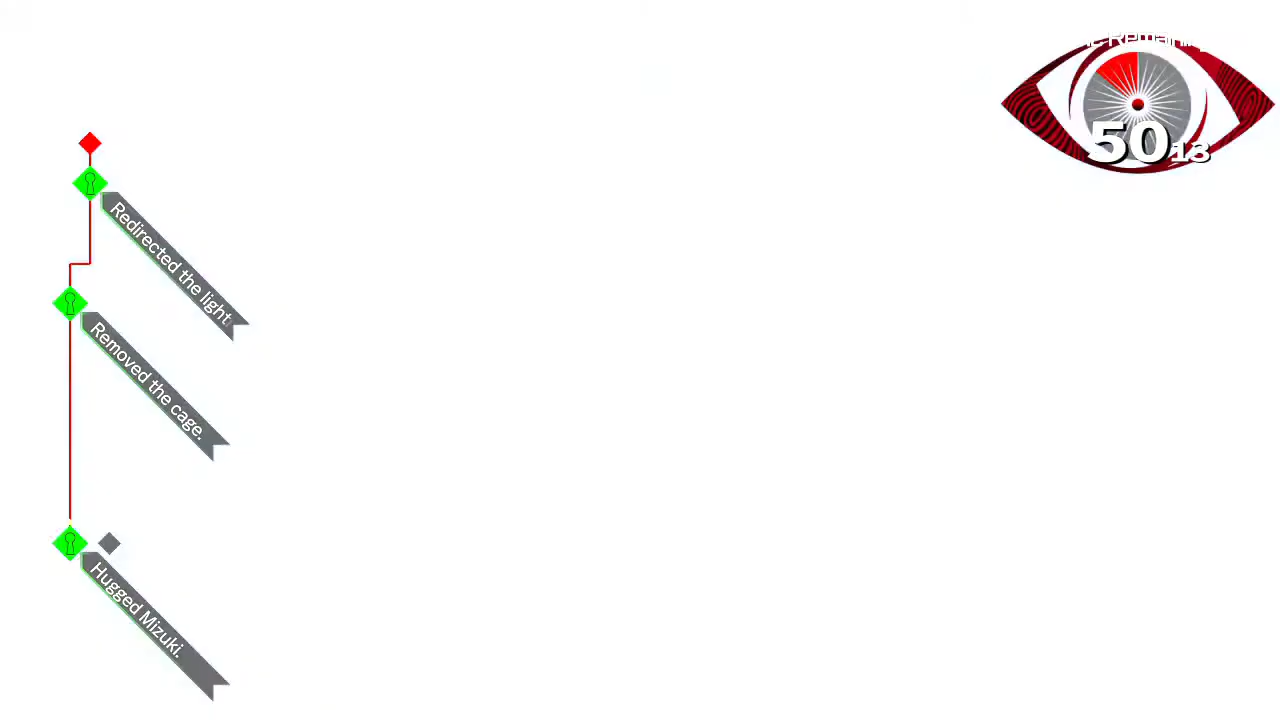 50.13
Redirected the light
Removed the cage.
Hugged Mizuki.